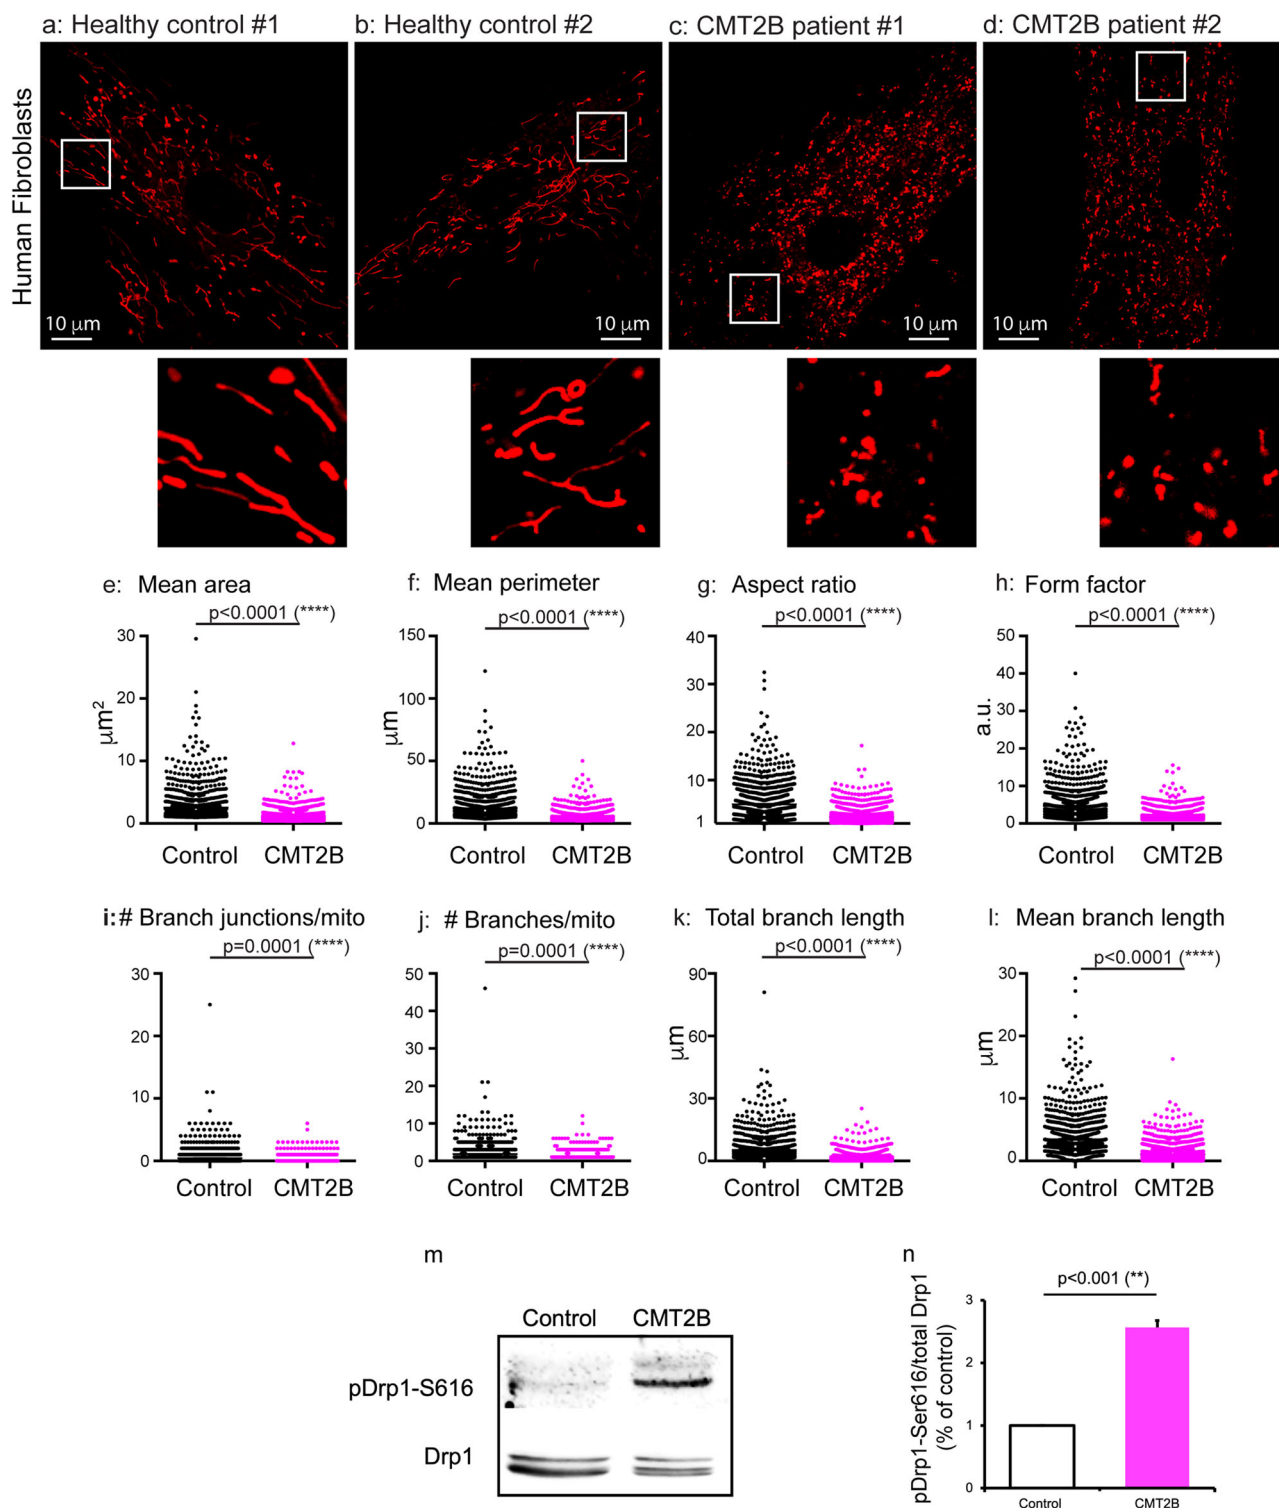 a: Healthy control #1
b: Healthy control #2
c: CMT2B patient #1
d: CMT2B patient #2
Human Fibroblasts
10 μm
10 μm
10 μm
10 μm
e: Mean area
p<0.0001 (****)
μm²
30
20
10
0
Control
CMT2B
f: Mean perimeter
p<0.0001 (****)
μm
150
100
50
0
Control
CMT2B
g: Aspect ratio
p<0.0001 (****)
40
30
20
10
1
Control
CMT2B
h: Form factor
p<0.0001 (****)
a.u.
50
40
30
20
10
0
Control
CMT2B
i: # Branch junctions/mito
p=0.0001 (****)
30
20
10
0
Control
CMT2B
j: # Branches/mito
p=0.0001 (****)
50
40
30
20
10
0
Control
CMT2B
k: Total branch length
p<0.0001 (****)
μm
90
60
30
0
Control
CMT2B
l: Mean branch length
p<0.0001 (****)
μm
30
20
10
0
Control
CMT2B
m
Control
CMT2B
pDrp1-S616
Drp1
n
p<0.001 (**)
pDrp1-Ser616/total Drp1
(% of control)
3
2
1
0
Control
CMT2B